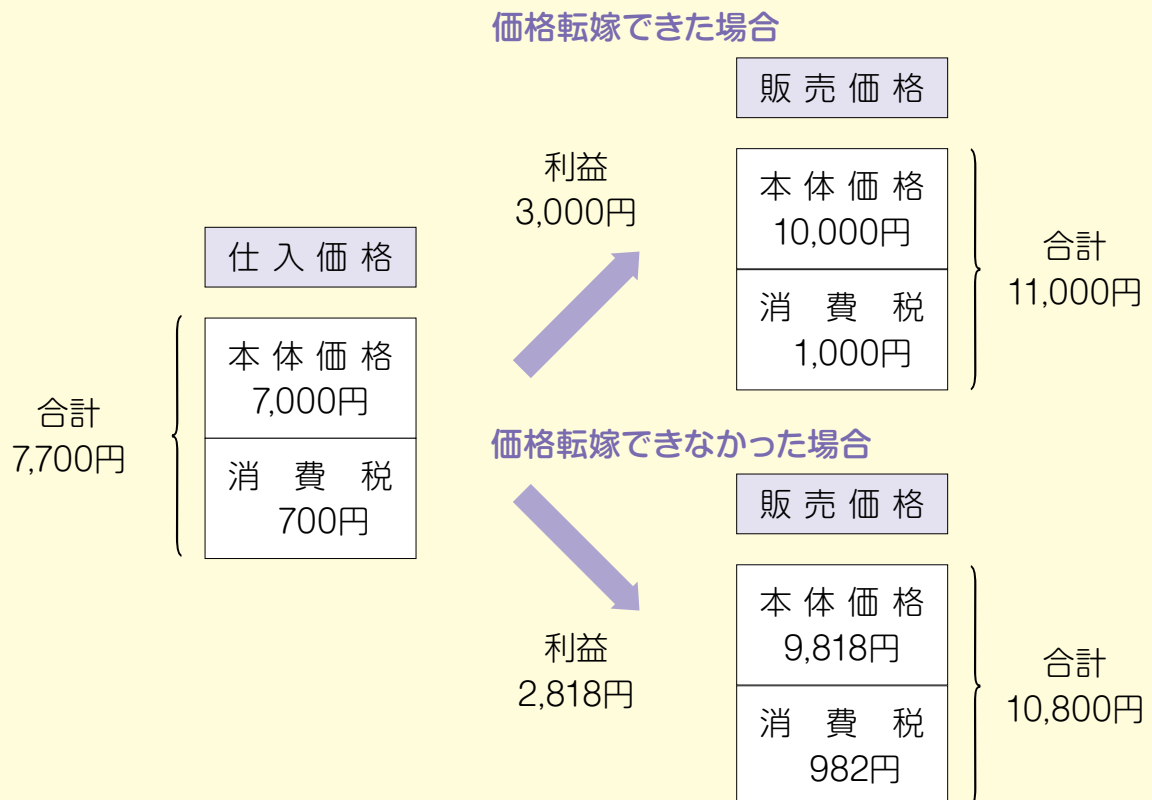 価格転嫁できた場合
販売価格
利益
3,000円
本体価格
10,000円
消費税
1,000円
合計
11,000円
仕入価格
本体価格
7,000円
消費税
700円
合計
7,700円
価格転嫁できなかった場合
販売価格
利益
2,818円
本体価格
9,818円
消費税
982円
合計
10,800円